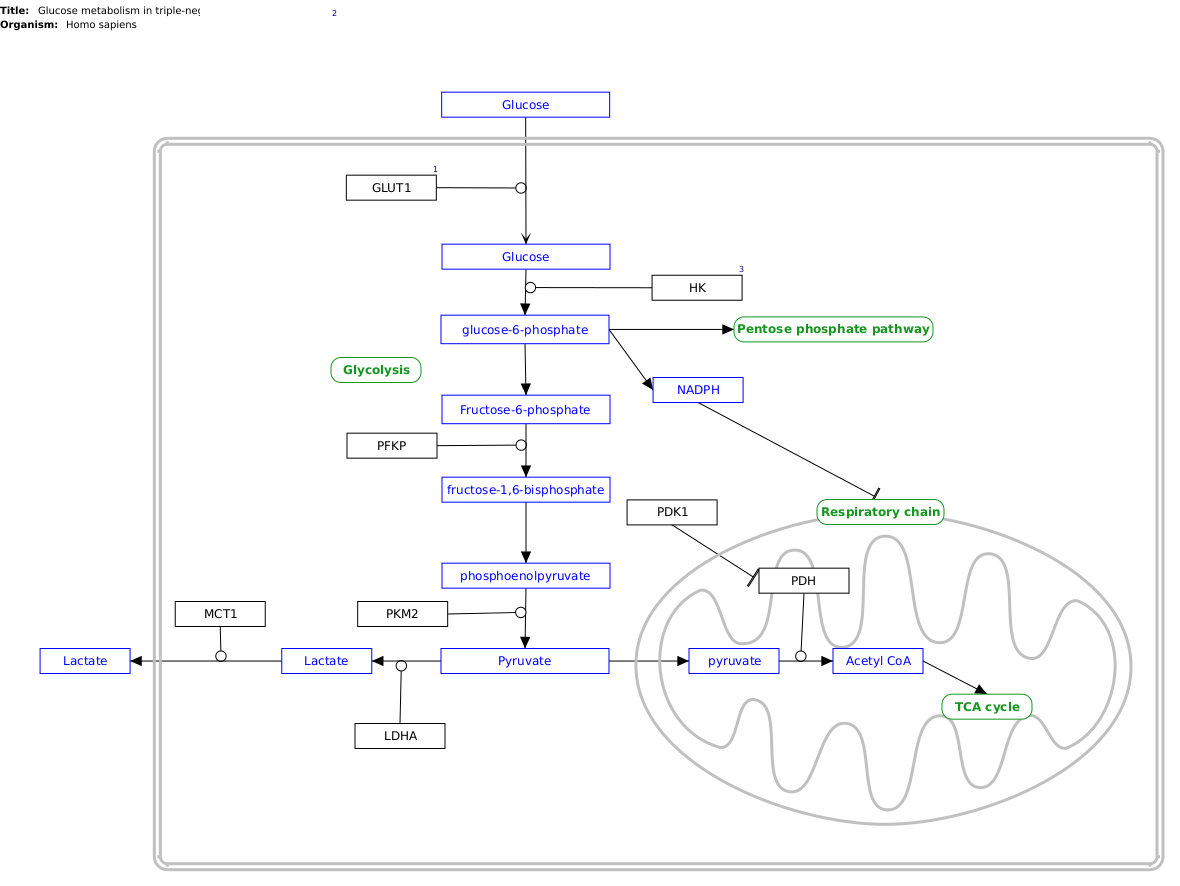 Title: Glucose metabolism in triple-neg
2
Organism: Homo sapiens
Glucose
1
GLUT1
Glucose
3
HK
glucose-6-phosphate
Pentose phosphate pathway
Glycolysis
NADPH
Fructose-6-phosphate
PFKP
fructose-1,6-bisphosphate
PDK1
Respiratory chain
phosphoenolpyruvate
PDH
MCT1
PKM2
Lactate
Lactate
Pyruvate
pyruvate
Acetyl CoA
TCA cycle
LDHA